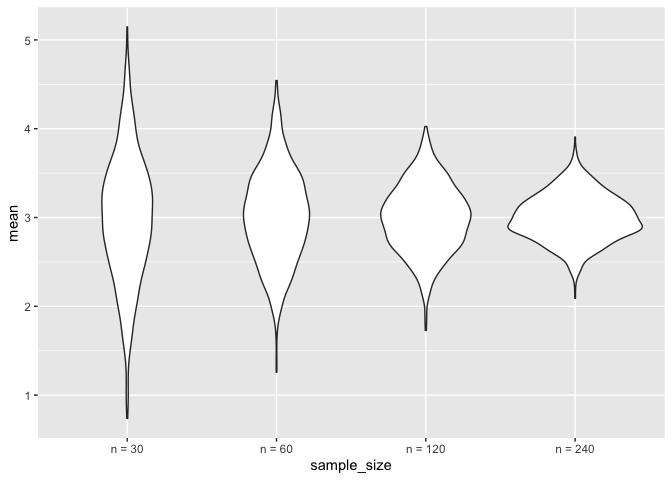 5
4
3
2
1
mean
n = 30
n = 60
n = 120
n = 240
sample_size